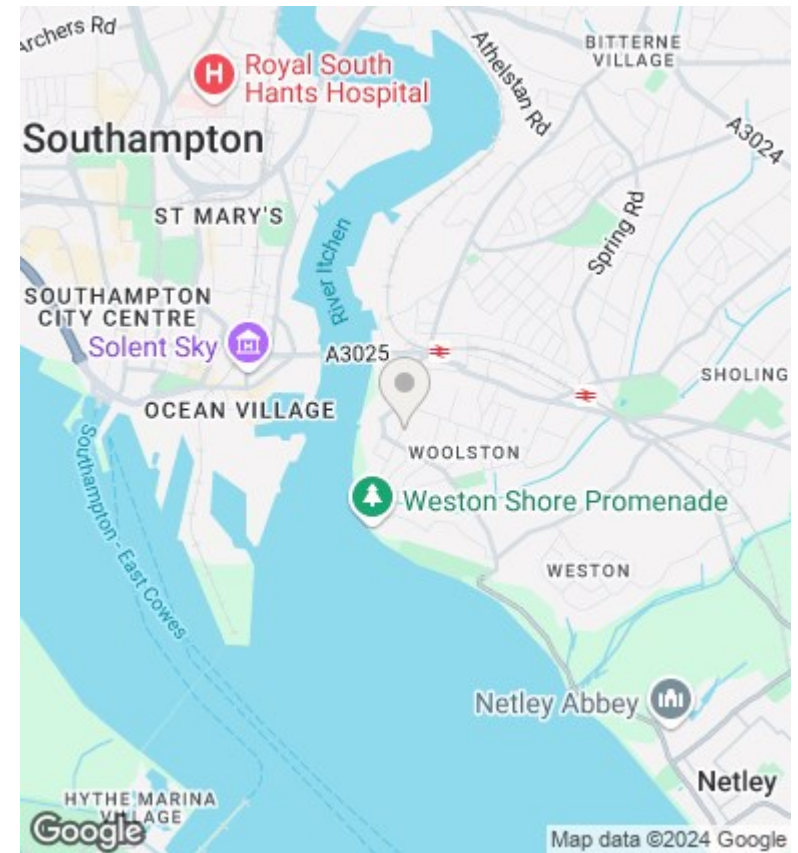 Archers Rd
Royal South
Hants Hospital
H
Athelstan Rd
BITTERNE
VILLAGE
Southampton
A3024
ST MARY'S
Spring Rd
River Itchen
SOUTHAMPTON
CITY CENTRE
Solent Sky
A3025
SHOLING
OCEAN VILLAGE
WOOLSTON
Weston Shore Promenade
Southampton - East Cowes
WESTON
Netley Abbey
Netley
HYTHE MARINA
VILLAGE
Google
Map data ©2024 Google